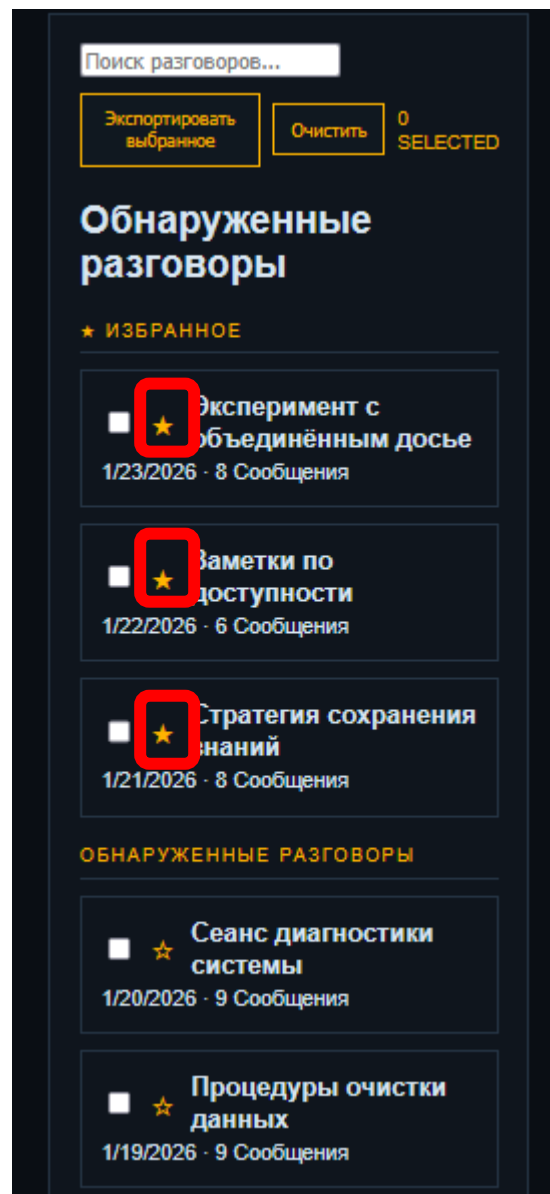 Поиск разговоров...
Экспортировать
выбранное
Очистить
0
SELECTED
Обнаруженные
разговоры
★ ИЗБРАННОЕ
Эксперимент с
объединённым досье
1/23/2026 · 8 Сообщения
Заметки по
доступности
1/22/2026 · 6 Сообщения
Стратегия сохранения
знаний
1/21/2026 · 8 Сообщения
ОБНАРУЖЕННЫЕ РАЗГОВОРЫ
Сеанс диагностики
системы
1/20/2026 · 9 Сообщения
Процедуры очистки
данных
1/19/2026 · 9 Сообщения